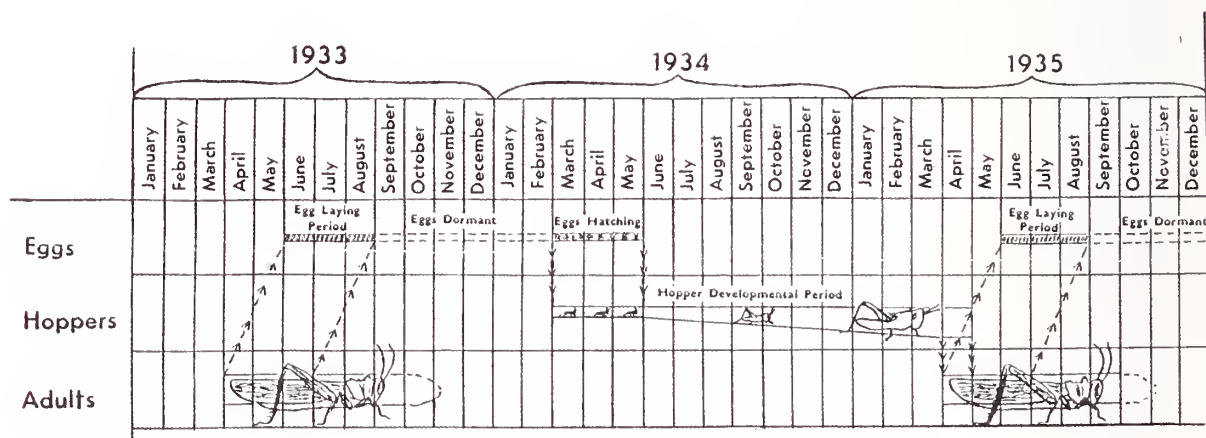 1933 1934 1935
January February March April May June July August September October November December January February March April May June July August September October November December January February March April May June July August September October November December
Eggs
Egg Laying
Period
Eggs Dormant
Eggs Hatching
Egg Laying
Period
Eggs Dormant
Hoppers
Hopper Developmental Period
Adults